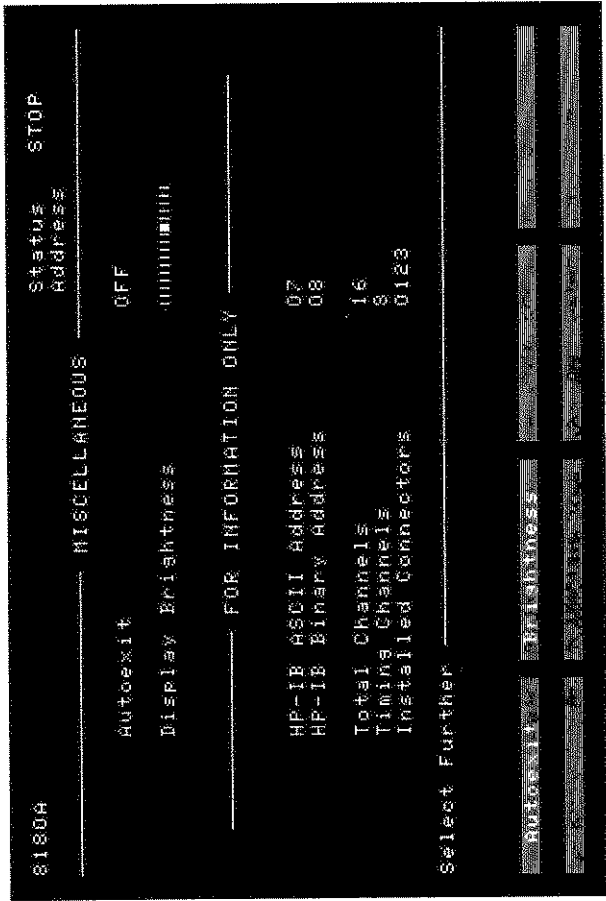 8180A Status STOP
Address
MISCELLANEOUS
Autoexit OFF
Display Brightness
FOR INFORMATION ONLY
HP-IB ASCII Address 07
HP-IB Binary Address 08
Total Channels 16
Timing Channels 8
Installed Connectors 0123
Select Further
Autoexit Brightness